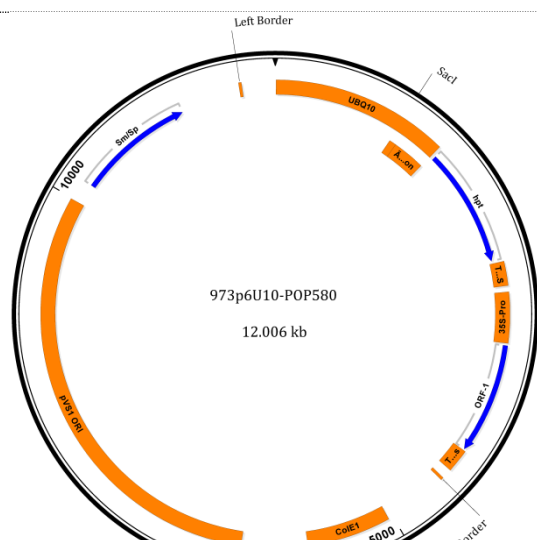 Left Border
SacI
UBQ10
A...on
Sm/Sp
10000
hpt
T...S
973p6U10-POP580
35S-Pro
12.006 kb
ORF-1
pVS1 ORI
T...s
ColE1
5000
order